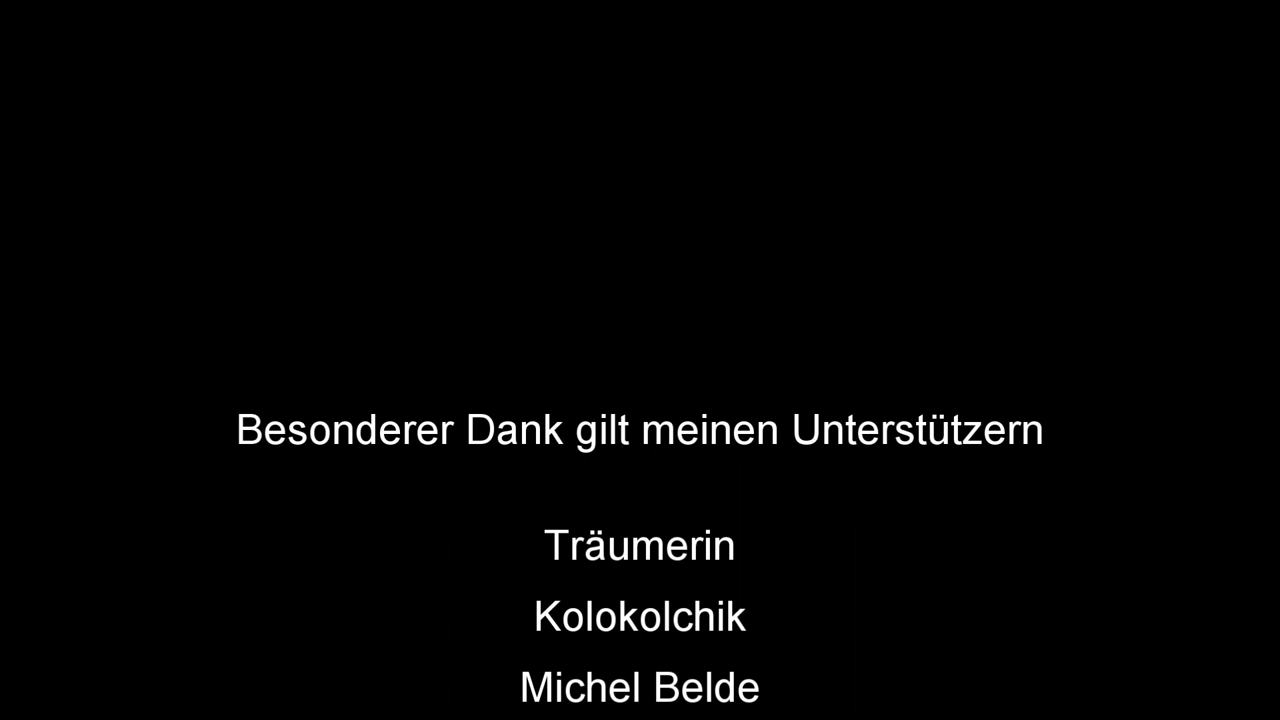 Besonderer Dank gilt meinen Unterstützern
Träumerin
Kolokolchik
Michel Belde